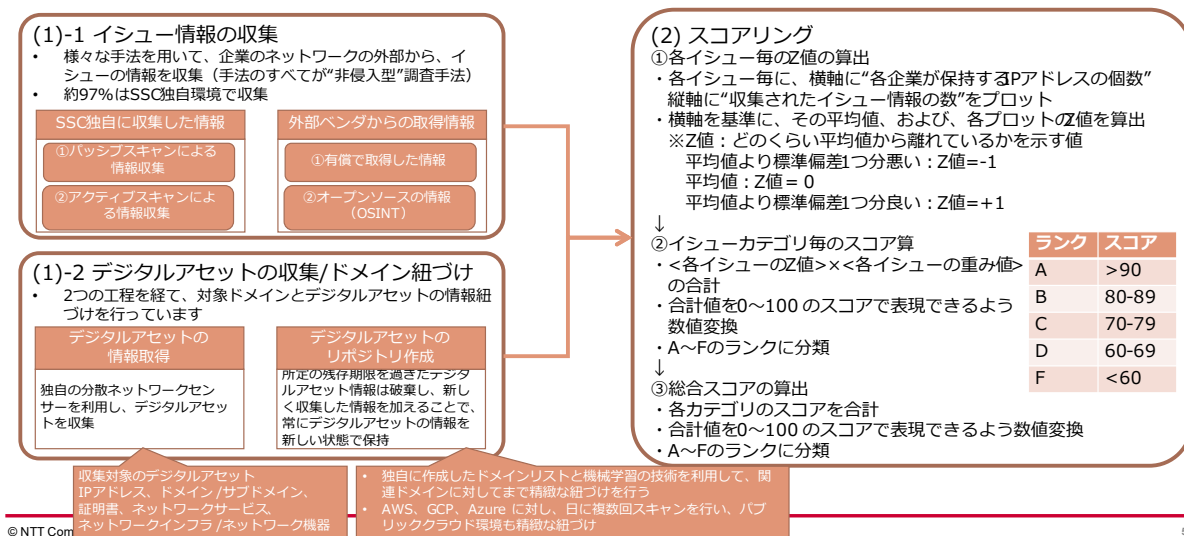 (1)-1 イシュー情報の収集
• 様々な手法を用いて、企業のネットワークの外部から、イ
シューの情報を収集（手法のすべてが“非侵入型”調査手法）
• 約97%はSSC独自環境で収集
SSC独自に収集した情報
①パッシブスキャンによる
情報収集
②アクティブスキャンによ
る情報収集
外部ベンダからの取得情報
①有償で取得した情報
②オープンソースの情報
（OSINT）
(1)-2 デジタルアセットの収集/ドメイン紐づけ
• 2つの工程を経て、対象ドメインとデジタルアセットの情報紐
づけを行っています
デジタルアセットの
情報取得
独自の分散ネットワークセン
サーを利用し、デジタルアセッ
トを収集
デジタルアセットの
リポジトリ作成
所定の残存期限を過ぎたデジタ
ルアセット情報は破棄し、新し
く収集した情報を加えることで、
常にデジタルアセットの情報を
新しい状態で保持
収集対象のデジタルアセット
IPアドレス、ドメイン/サブドメイン、
証明書、ネットワークサービス、
ネットワークインフラ/ネットワーク機器
• 独自に作成したドメインリストと機械学習の技術を利用して、関
連ドメインに対してまで精緻な紐づけを行う
• AWS、GCP、Azure に対し、日に複数回スキャンを行い、パブ
リッククラウド環境も精緻な紐づけ
(2) スコアリング
①各イシュー毎のZ値の算出
・各イシュー毎に、横軸に“各企業が保持するIPアドレスの個数”
縦軸に“収集されたイシュー情報の数”をプロット
・横軸を基準に、その平均値、および、各プロットのZ値を算出
※Z値：どのくらい平均値から離れているかを示す値
平均値より標準偏差1つ分悪い：Z値=-1
平均値：Z値 = 0
平均値より標準偏差1つ分良い：Z値=+1
↓
②イシューカテゴリ毎のスコア算
・<各イシューのZ値>×<各イシューの重み値>
の合計
・合計値を0～100 のスコアで表現できるよう
数値変換
・A～Fのランクに分類
↓
③総合スコアの算出
・各カテゴリのスコアを合計
・合計値を0～100 のスコアで表現できるよう数値変換
・A～Fのランクに分類
ランク スコア
A >90
B 80-89
C 70-79
D 60-69
F <60
© NTT Com